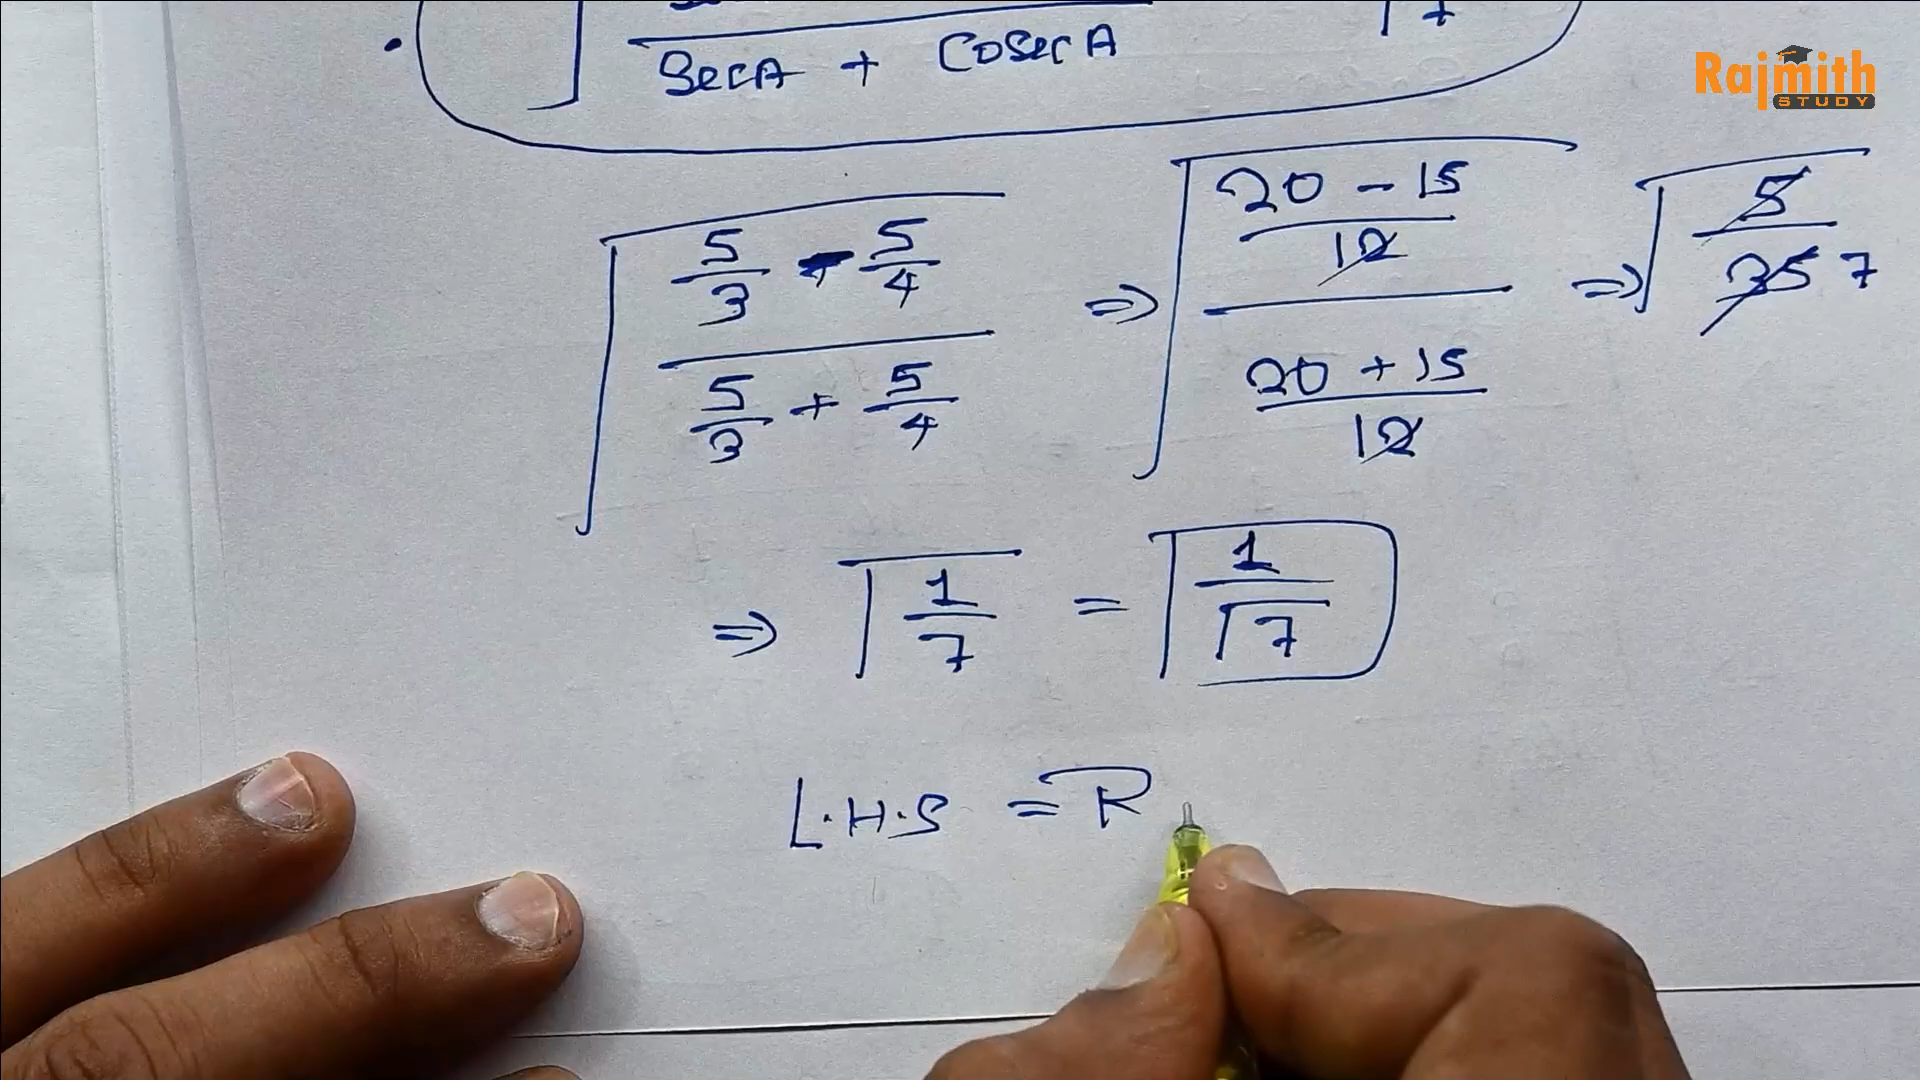 SecA + CosecA
Rajmith
STUDY
√((5/3 - 5/4)/(5/3 + 5/4)) ⇒ √(((20 - 15)/12)/((20 + 15)/12)) ⇒ √(5/35) 7
⇒ √(1/7) = √1/√7
L.H.S = R